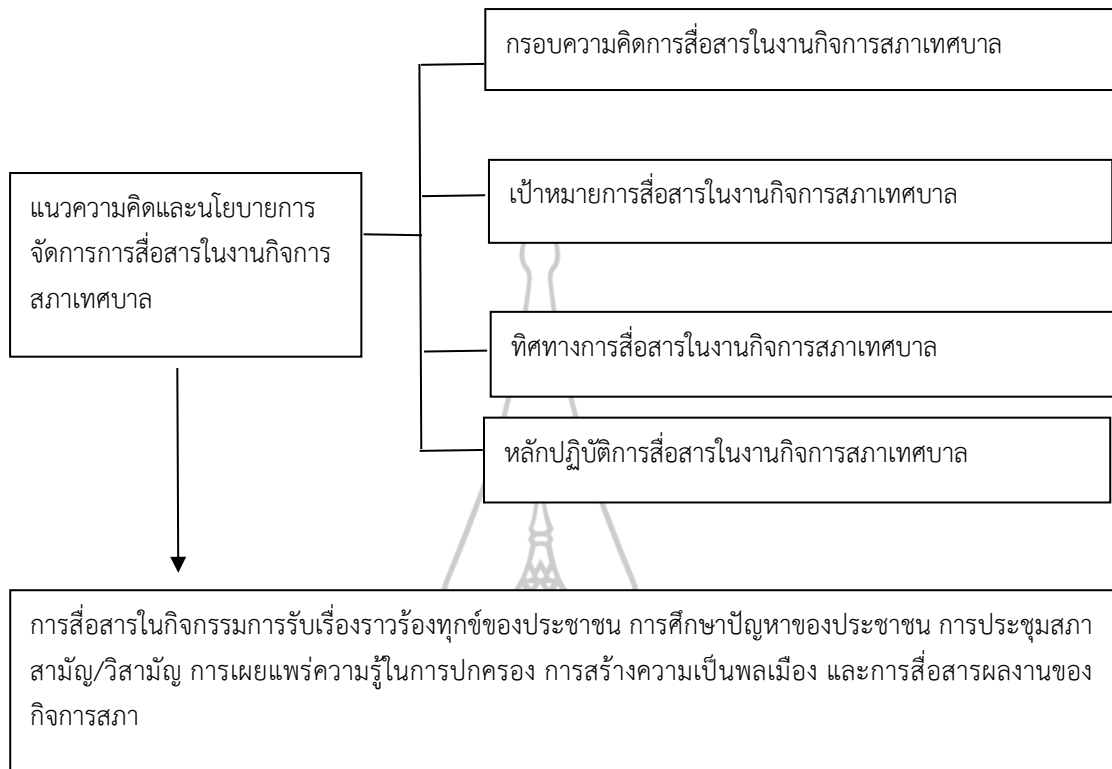 กรอบความคิดการสื่อสารในงานกิจการสภาเทศบาล
เป้าหมายการสื่อสารในงานกิจการสภาเทศบาล
แนวความคิดและนโยบายการ
จัดการการสื่อสารในงานกิจการ
สภาเทศบาล
ทิศทางการสื่อสารในงานกิจการสภาเทศบาล
หลักปฏิบัติการสื่อสารในงานกิจการสภาเทศบาล
การสื่อสารในกิจกรรมการรับเรื่องราวร้องทุกข์ของประชาชน การศึกษาปัญหาของประชาชน การประชุมสภา
สามัญ/วิสามัญ การเผยแพร่ความรู้ในการปกครอง การสร้างความเป็นพลเมือง และการสื่อสารผลงานของ
กิจการสภา